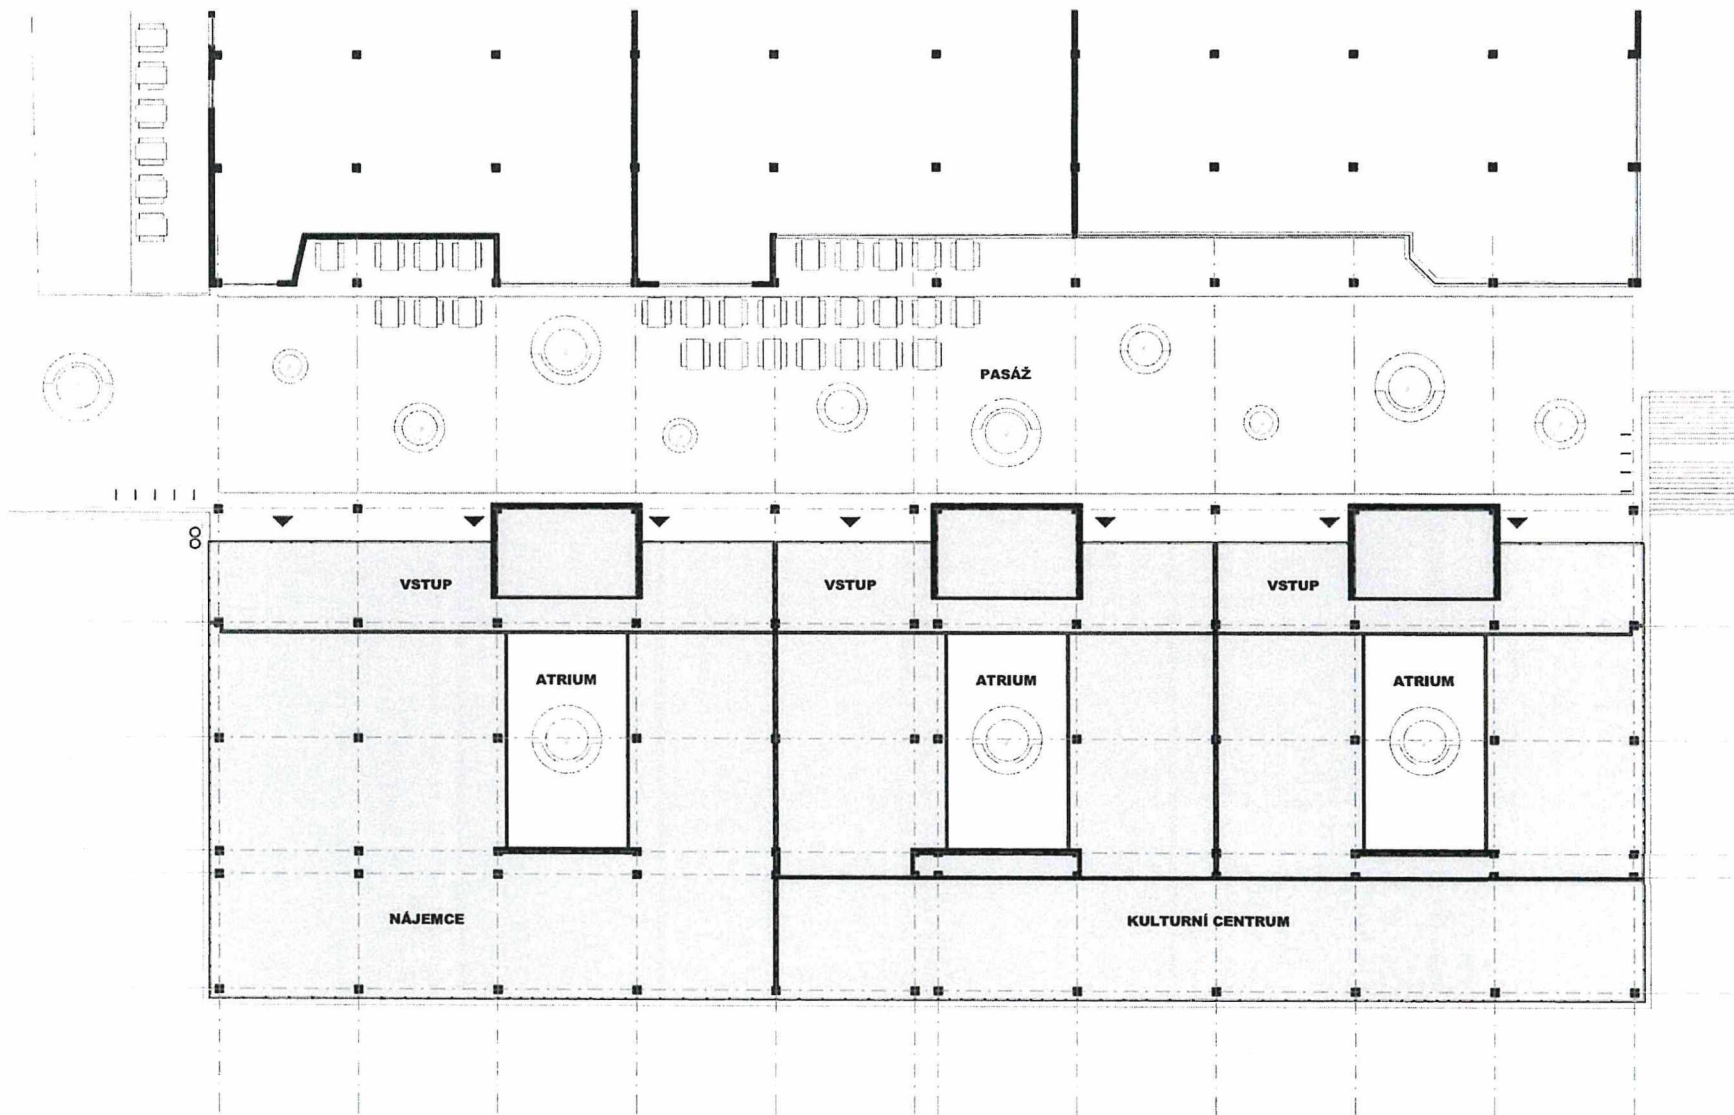 PASÁŽ
VSTUP
VSTUP
VSTUP
ATRIUM
ATRIUM
ATRIUM
NÁJEMCE
KULTURNÍ CENTRUM